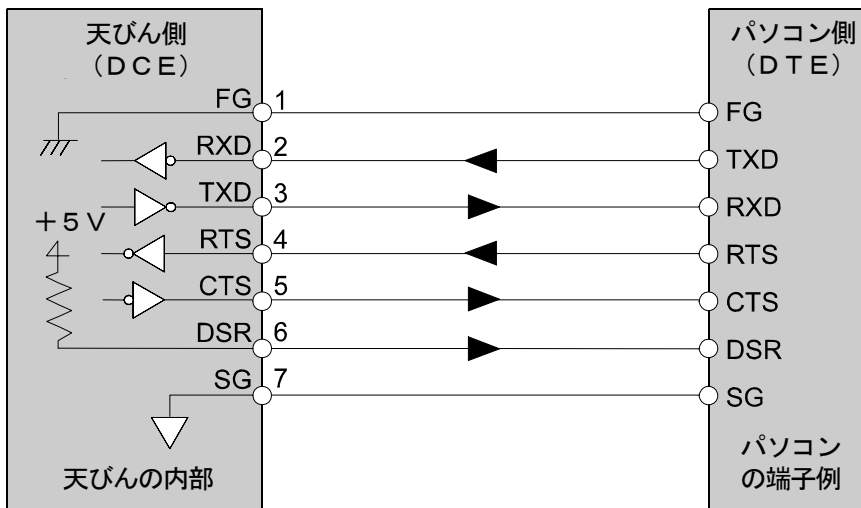 天びん側
（ＤＣＥ）
パソコン側
（ＤＴＥ）
FG 1 FG
RXD 2 TXD
TXD 3 RXD
＋５Ｖ
RTS 4 RTS
CTS 5 CTS
DSR 6 DSR
SG 7 SG
天びんの内部
パソコン
の端子例